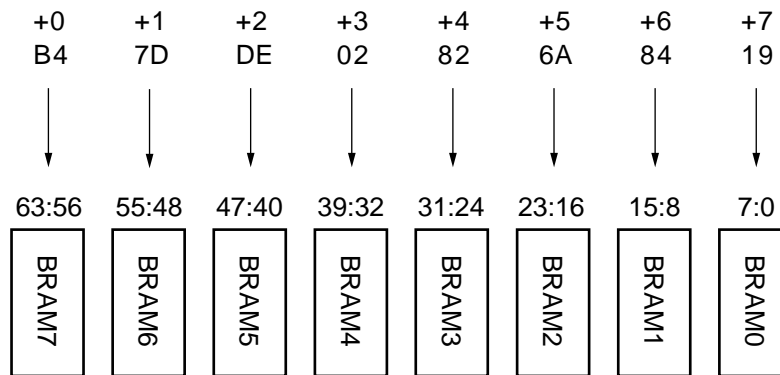 +0 +1 +2 +3 +4 +5 +6 +7
B4 7D DE 02 82 6A 84 19
63:56 55:48 47:40 39:32 31:24 23:16 15:8 7:0
BRAM7 BRAM6 BRAM5 BRAM4 BRAM3 BRAM2 BRAM1 BRAM0